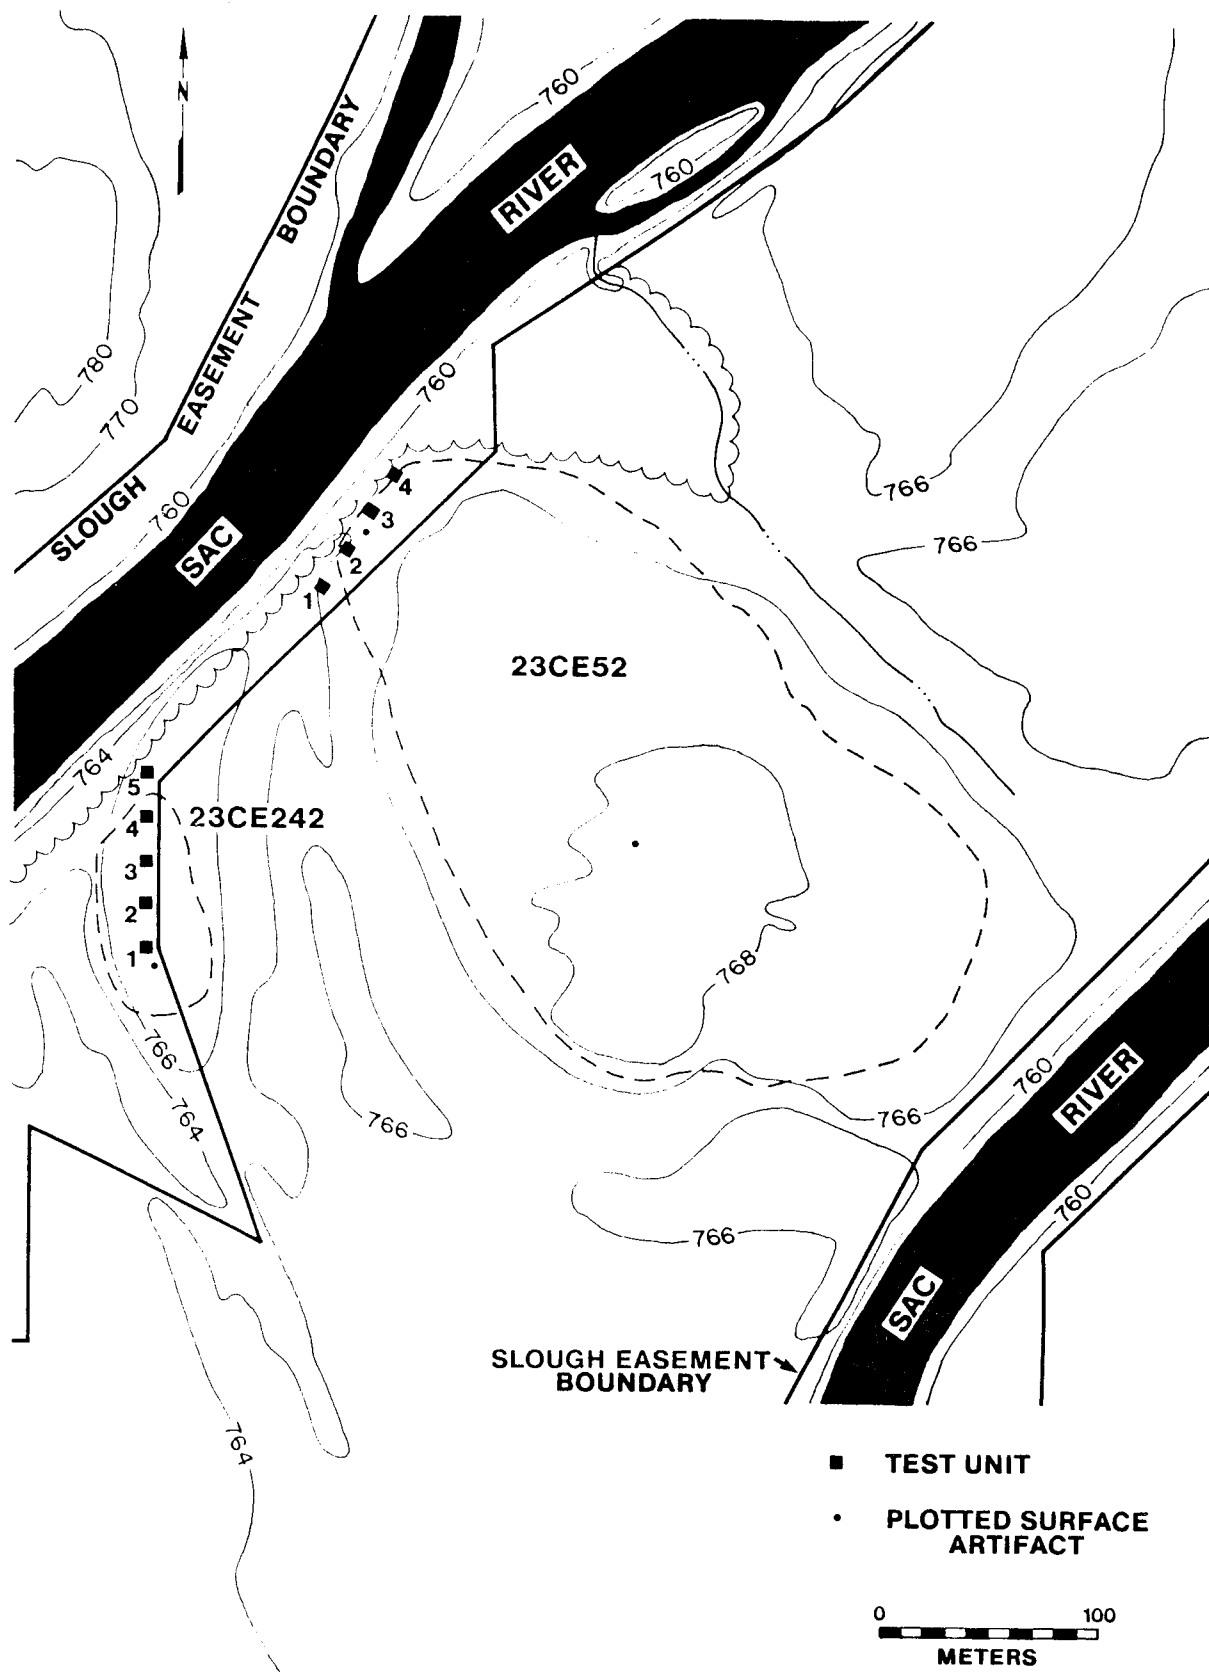 N
760
BOUNDARY
RIVER
760
EASEMENT
780
760
770
766
SLOUGH
760
4
3
SAC
2
766
1
23CE52
764
5
4
23CE242
3
2
1
768
766
760
RIVER
764
766
766
760
766
SAC
SLOUGH EASEMENT
BOUNDARY
764
TEST UNIT
PLOTTED SURFACE
ARTIFACT
0 100
METERS